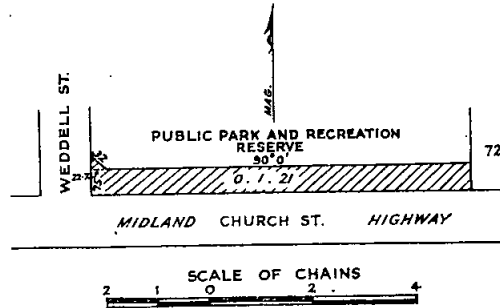 WEDDELL ST.
MAG.
PUBLIC PARK AND RECREATION
RESERVE
90°0'
0.1.21
72
MIDLAND CHURCH ST. HIGHWAY
SCALE OF CHAINS
2 1 0 2 4